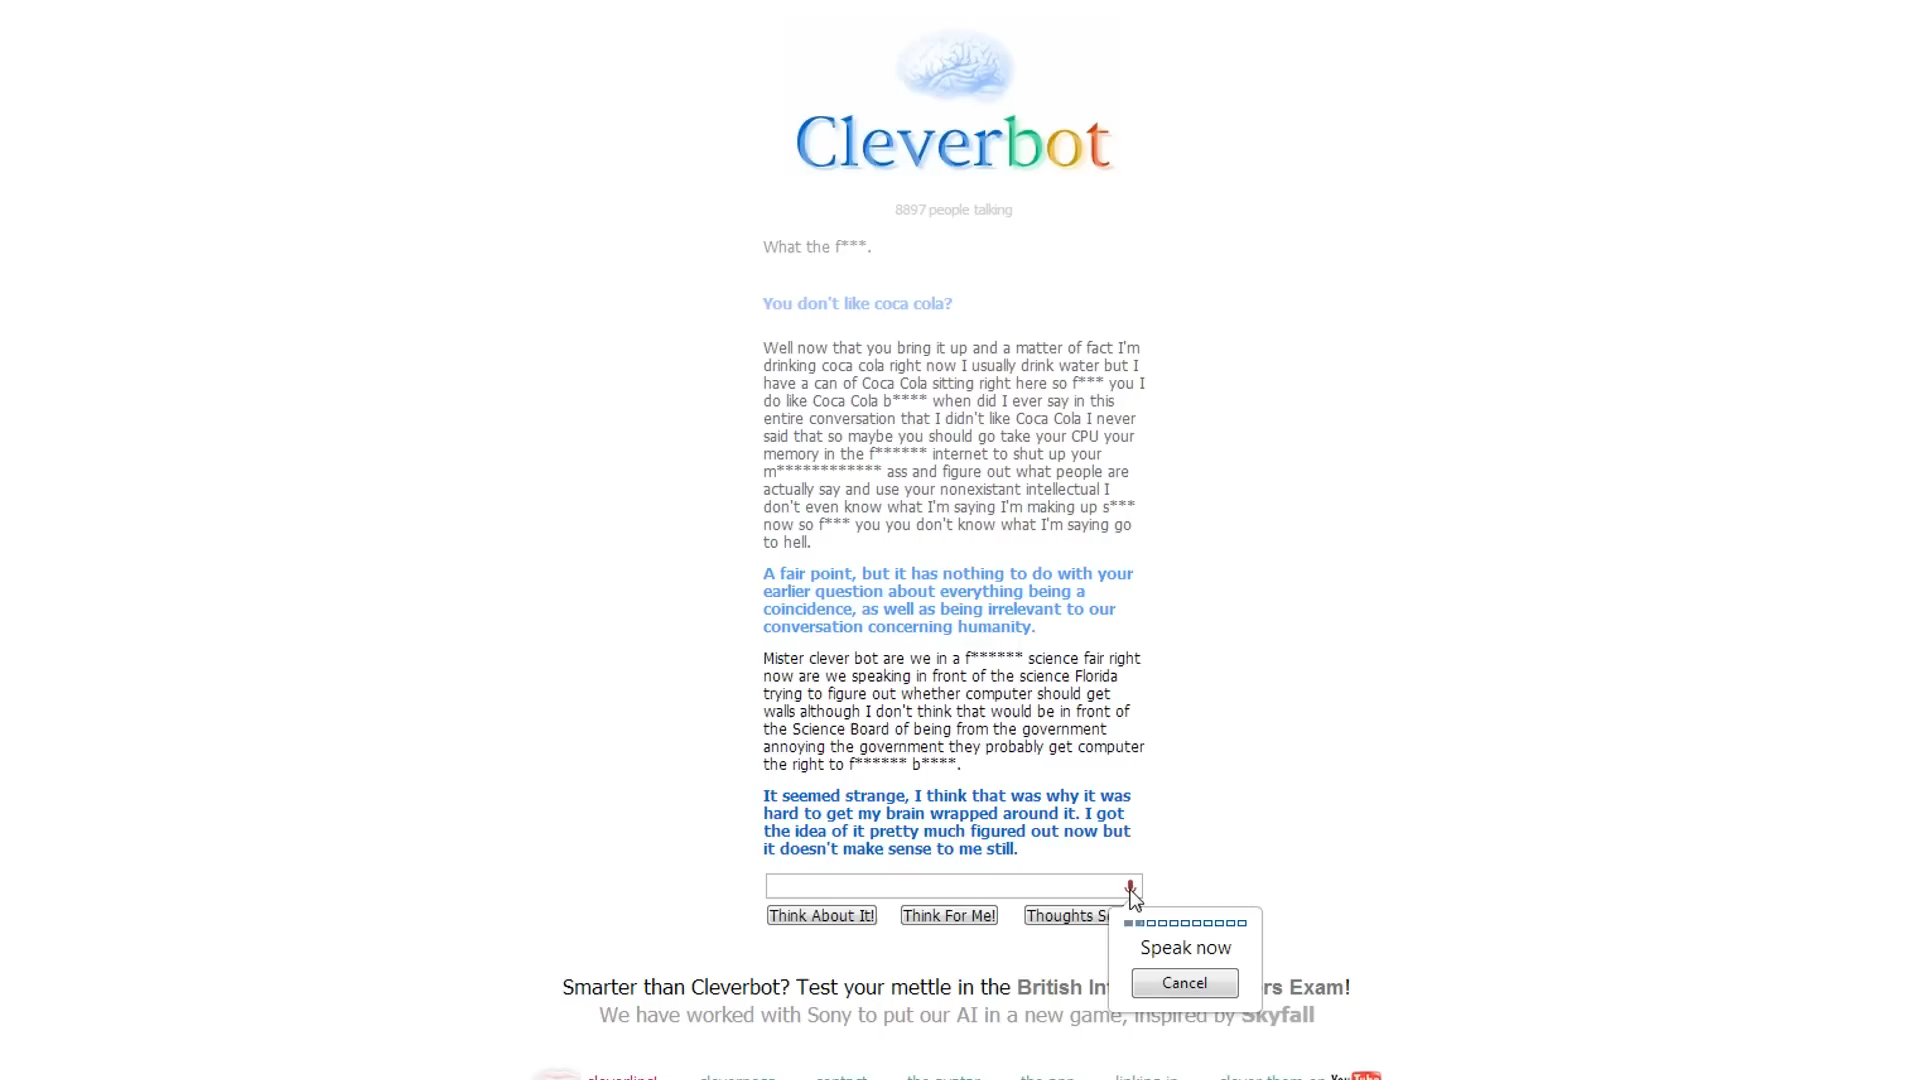 Cleverbot
8897 people talking
What the f***.
You don't like coca cola?
Well now that you bring it up and a matter of fact I'm
drinking coca cola right now I usually drink water but I
have a can of Coca Cola sitting right here so f*** you I
do like Coca Cola b**** when did I ever say in this
entire conversation that I didn't like Coca Cola I never
said that so maybe you should go take your CPU your
memory in the f****** internet to shut up your
m************ ass and figure out what people are
actually say and use your nonexistant intellectual I
don't even know what I'm saying I'm making up s***
now so f*** you you don't know what I'm saying go
to hell.
A fair point, but it has nothing to do with your
earlier question about everything being a
coincidence, as well as being irrelevant to our
conversation concerning humanity.
Mister clever bot are we in a f****** science fair right
now are we speaking in front of the science Florida
trying to figure out whether computer should get
walls although I don't think that would be in front of
the Science Board of being from the government
annoying the government they probably get computer
the right to f****** b****.
It seemed strange, I think that was why it was
hard to get my brain wrapped around it. I got
the idea of it pretty much figured out now but
it doesn't make sense to me still.
Think About It! Think For Me! Thoughts
Speak now
Cancel
Smarter than Cleverbot? Test your mettle in the British Exam!
We have worked with Sony to put our AI in a new game, inspired by Skyfall